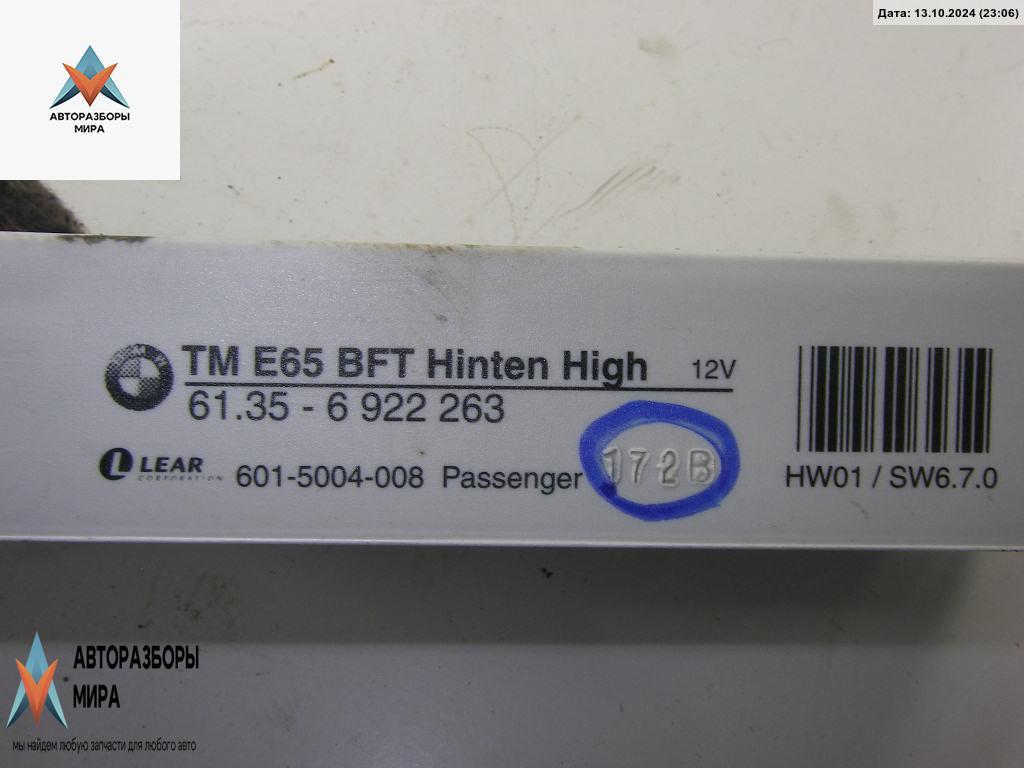 Дата: 13.10.2024 (23:06)
АВТОРАЗБОРЫ
МИРА
TM E65 BFT Hinten High 12V
61.35 - 6 922 263
LEAR
CORPORATION
601-5004-008 Passenger 172B
HW01 / SW6.7.0
АВТОРАЗБОРЫ
МИРА
мы найдем любую запчасти для любого авто